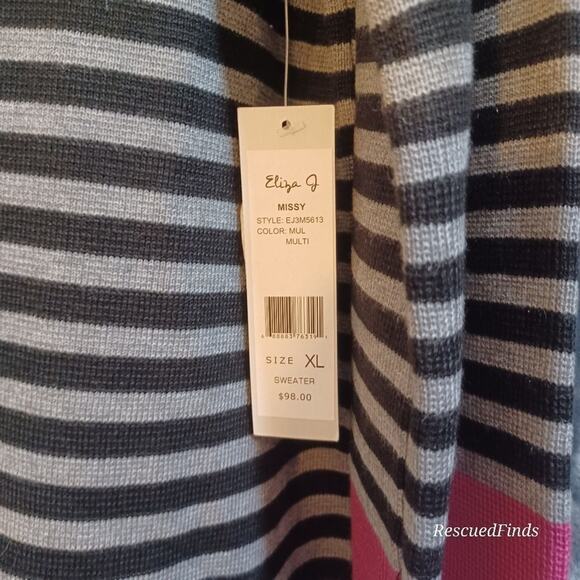 Eliza J
MISSY
STYLE: EJ3M5613
COLOR: MUL
MULTI
SIZE XL
SWEATER
$98.00
RescuedFinds